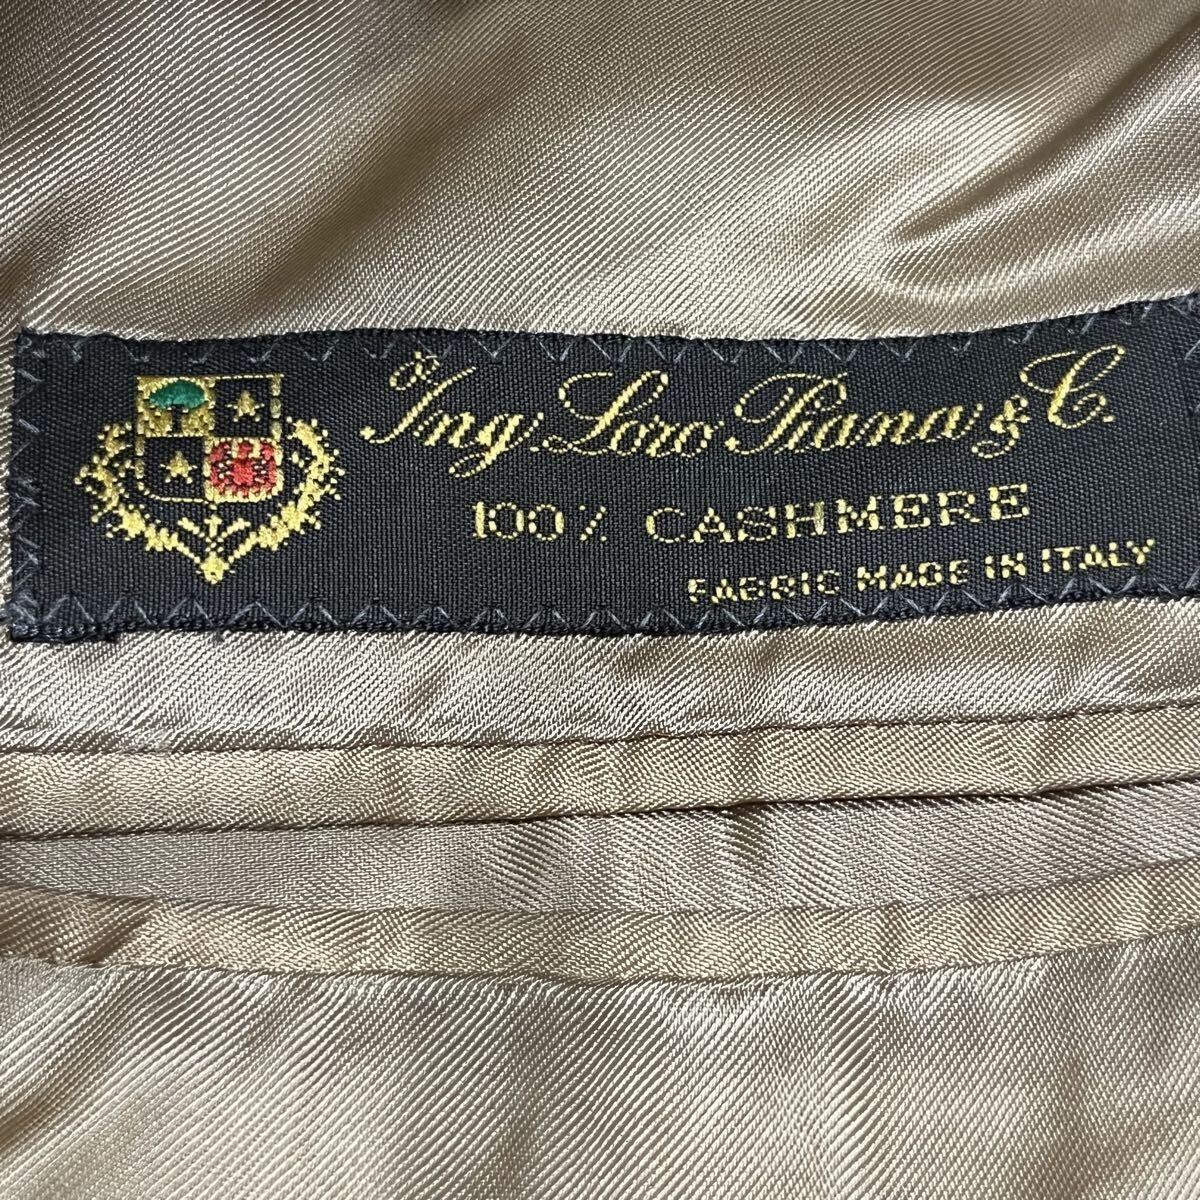 Ing. Loro Piana & C.
100% CASHMERE
FABRIC MADE IN ITALY